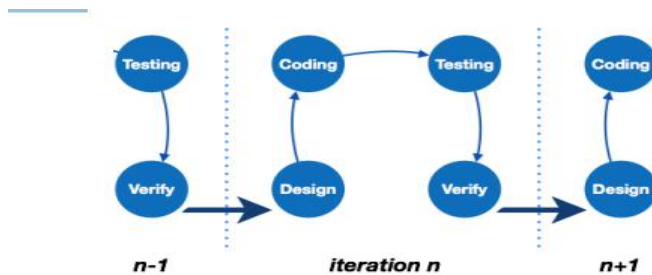 Testing Coding Testing Coding
Verify Design Verify Design
n-1 iteration n n+1